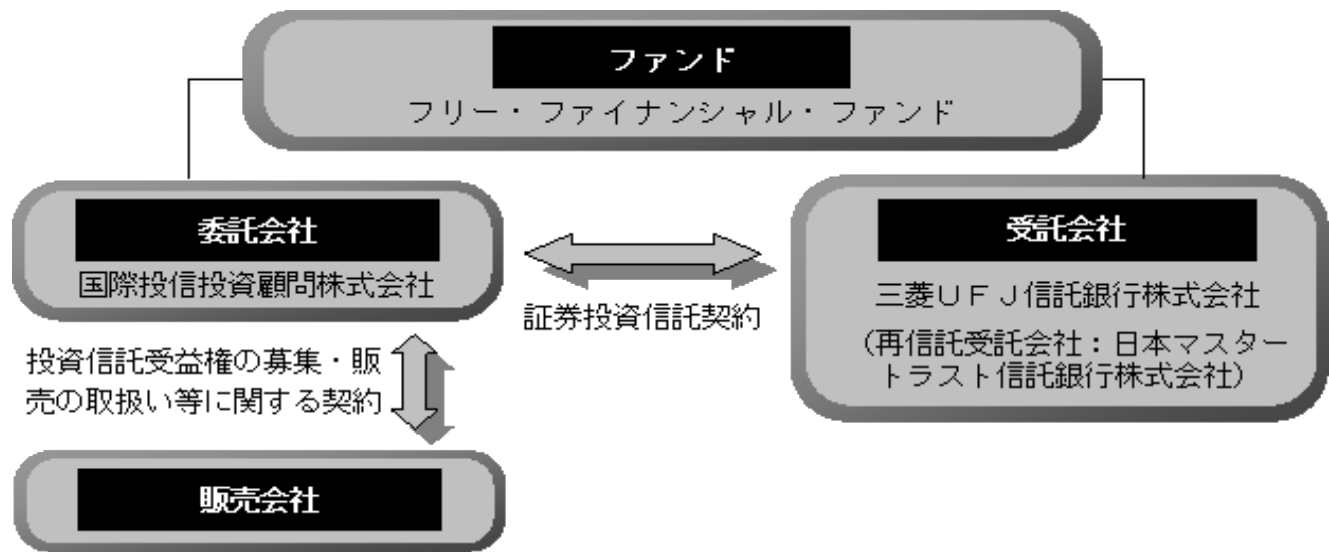 ファンド
フリー・ファイナンシャル・ファンド
委託会社
国際投信投資顧問株式会社
受託会社
三菱UFJ信託銀行株式会社
(再信託受託会社:日本マスター
トラスト信託銀行株式会社)
証券投資信託契約
投資信託受益権の募集・販
売の取扱い等に関する契約
販売会社